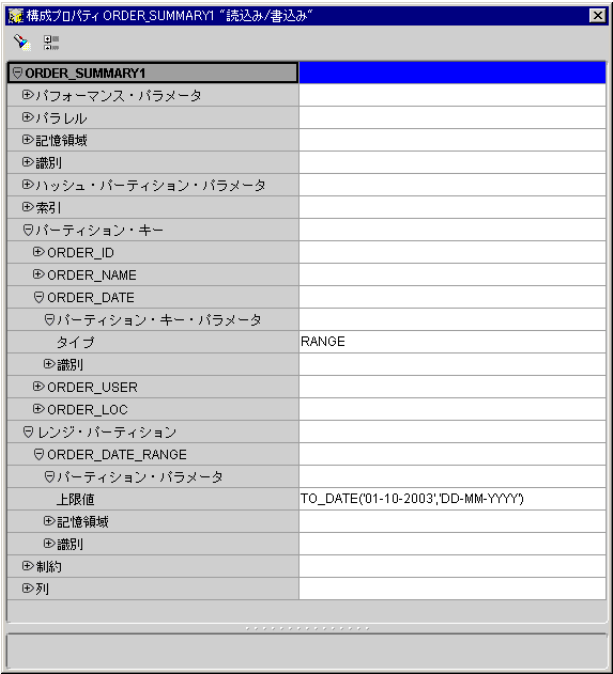 構成プロパティ ORDER_SUMMARY1 “読込み/書込み”
ORDER_SUMMARY1
パフォーマンス・パラメータ
パラレル
記憶領域
識別
ハッシュ・パーティション・パラメータ
索引
パーティション・キー
ORDER_ID
ORDER_NAME
ORDER_DATE
パーティション・キー・パラメータ
タイプ RANGE
識別
ORDER_USER
ORDER_LOC
レンジ・パーティション
ORDER_DATE_RANGE
パーティション・パラメータ
上限値 TO_DATE('01-10-2003','DD-MM-YYYY')
記憶領域
識別
制約
列